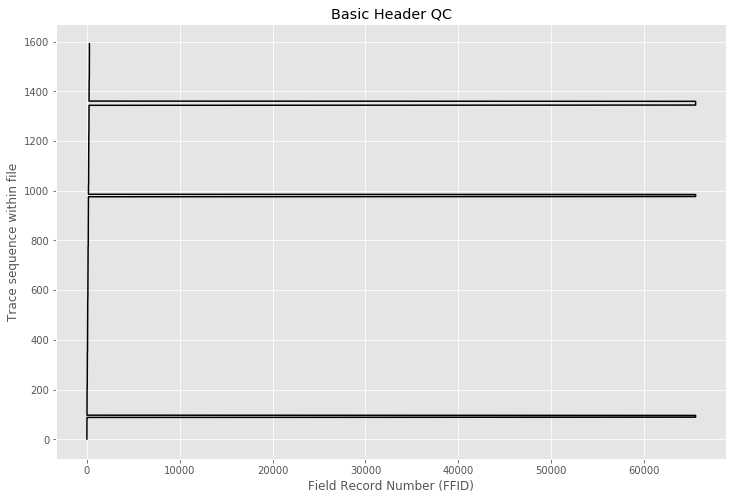 Basic Header QC
1600
1400
1200
1000
800
600
400
200
0
Trace sequence within file
0 10000 20000 30000 40000 50000 60000
Field Record Number (FFID)